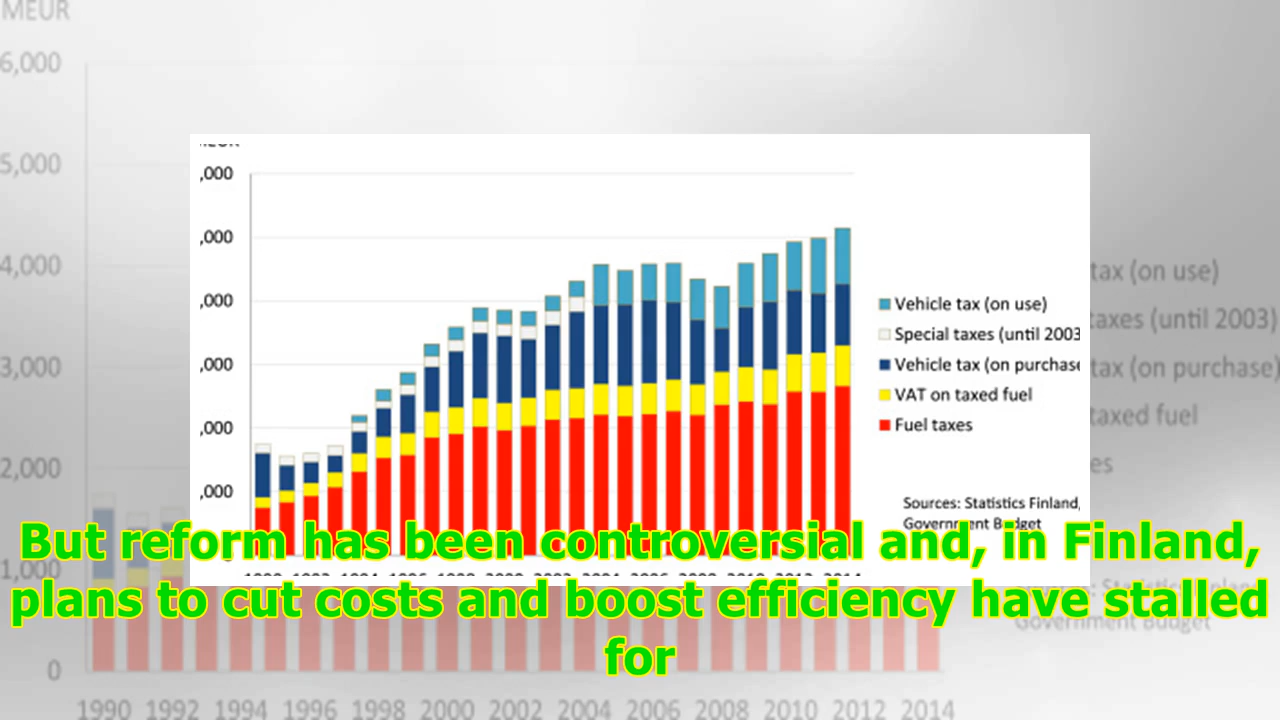 MEUR
6,000
5,000
4,000
3,000
2,000
1,000
0
1990 1992 1994 1996 1998 2000 2002 2004 2006 2008 2010 2012 2014
tax (on use)
taxes (until 2003)
tax (on purchase)
taxed fuel
es
Government Budget
,000
,000
,000
,000
,000
,000
Vehicle tax (on use)
Special taxes (until 2003
Vehicle tax (on purchase
VAT on taxed fuel
Fuel taxes
Sources: Statistics Finland,
Government Budget
But reform has been controversial and, in Finland,
plans to cut costs and boost efficiency have stalled
for